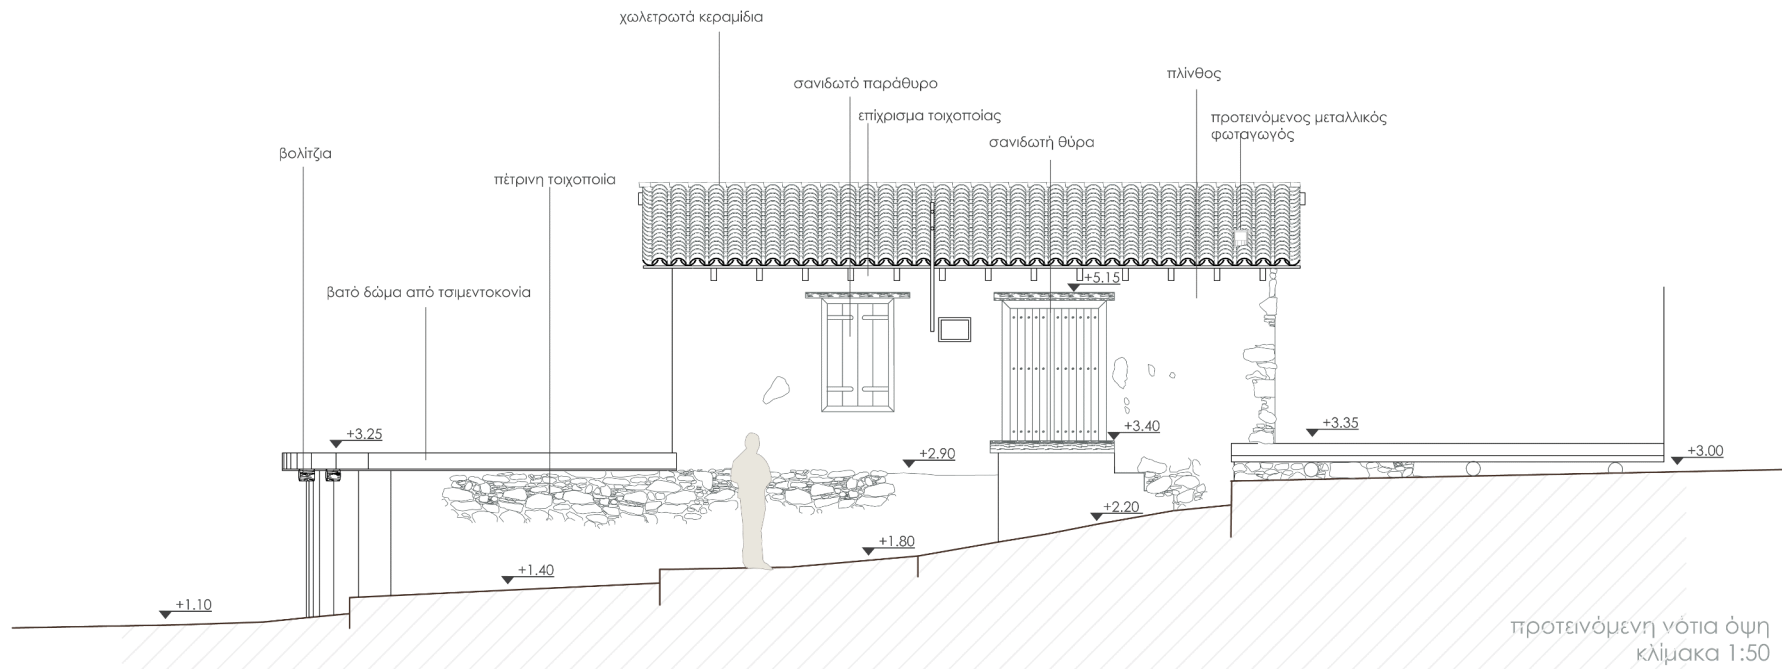 χωλετρωτά κεραμίδια
σανιδωτό παράθυρο
πλίνθος
επίχρισμα τοιχοποίας
προτεινόμενος μεταλλικός
φωταγωγός
σανιδωτή θύρα
βολίτζια
πέτρινη τοιχοποιία
βατό δώμα από τσιμεντοκονία
+5.15
+3.25
+3.40
+3.35
+2.90
+3.00
+2.20
+1.80
+1.40
+1.10
προτεινόμενη νότια όψη
κλίμακα 1:50